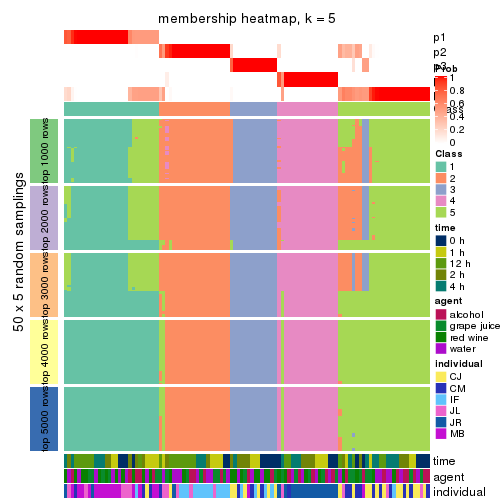 membership heatmap, k = 5
p1
p2
p3
Prob
1
0.8
0.6
0.4
0.2
0
Class
Class
1
2
3
4
5
time
0 h
1 h
12 h
2 h
4 h
agent
alcohol
grape juice
red wine
water
individual
CJ
CM
IF
JL
JR
MB
50 x 5 random samplings
top 1000 rows
top 2000 rows
top 3000 rows
top 4000 rows
top 5000 rows
time
agent
individual